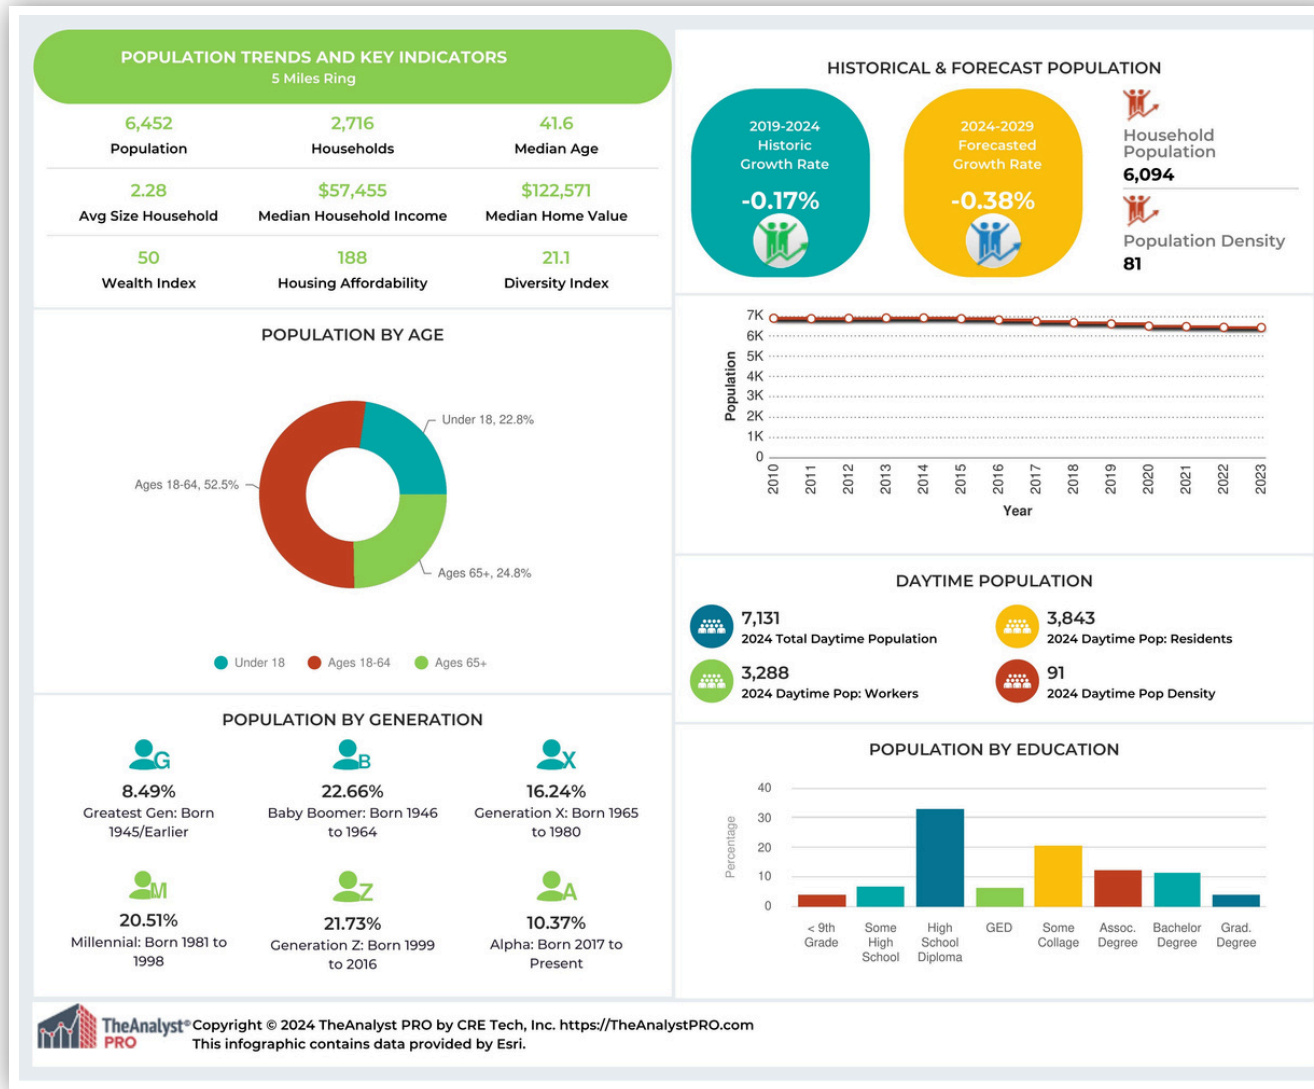 POPULATION TRENDS AND KEY INDICATORS
5 Miles Ring
6,452
Population
2,716
Households
41.6
Median Age
2.28
Avg Size Household
$57,455
Median Household Income
$122,571
Median Home Value
50
Wealth Index
188
Housing Affordability
21.1
Diversity Index
HISTORICAL & FORECAST POPULATION
2019-2024
Historic
Growth Rate
-0.17%
2024-2029
Forecasted
Growth Rate
-0.38%
Household
Population
6,094
Population Density
81
POPULATION BY AGE
Under 18, 22.8%
Ages 18-64, 52.5%
Ages 65+, 24.8%
Under 18
Ages 18-64
Ages 65+
Population
7K
6K
5K
4K
3K
2K
1K
0
2010
2011
2012
2013
2014
2015
2016
2017
2018
2019
2020
2021
2022
2023
Year
DAYTIME POPULATION
7,131
2024 Total Daytime Population
3,843
2024 Daytime Pop: Residents
3,288
2024 Daytime Pop: Workers
91
2024 Daytime Pop Density
POPULATION BY GENERATION
G
8.49%
Greatest Gen: Born
1945/Earlier
B
22.66%
Baby Boomer: Born 1946
to 1964
X
16.24%
Generation X: Born 1965
to 1980
M
20.51%
Millennial: Born 1981 to
1998
Z
21.73%
Generation Z: Born 1999
to 2016
A
10.37%
Alpha: Born 2017 to
Present
POPULATION BY EDUCATION
Percentage
40
30
20
10
0
< 9th
Grade
Some
High
School
High
School
Diploma
GED
Some
Collage
Assoc.
Degree
Bachelor
Degree
Grad.
Degree
TheAnalyst®
PRO
Copyright © 2024 TheAnalyst PRO by CRE Tech, Inc. https://TheAnalystPRO.com
This infographic contains data provided by Esri.